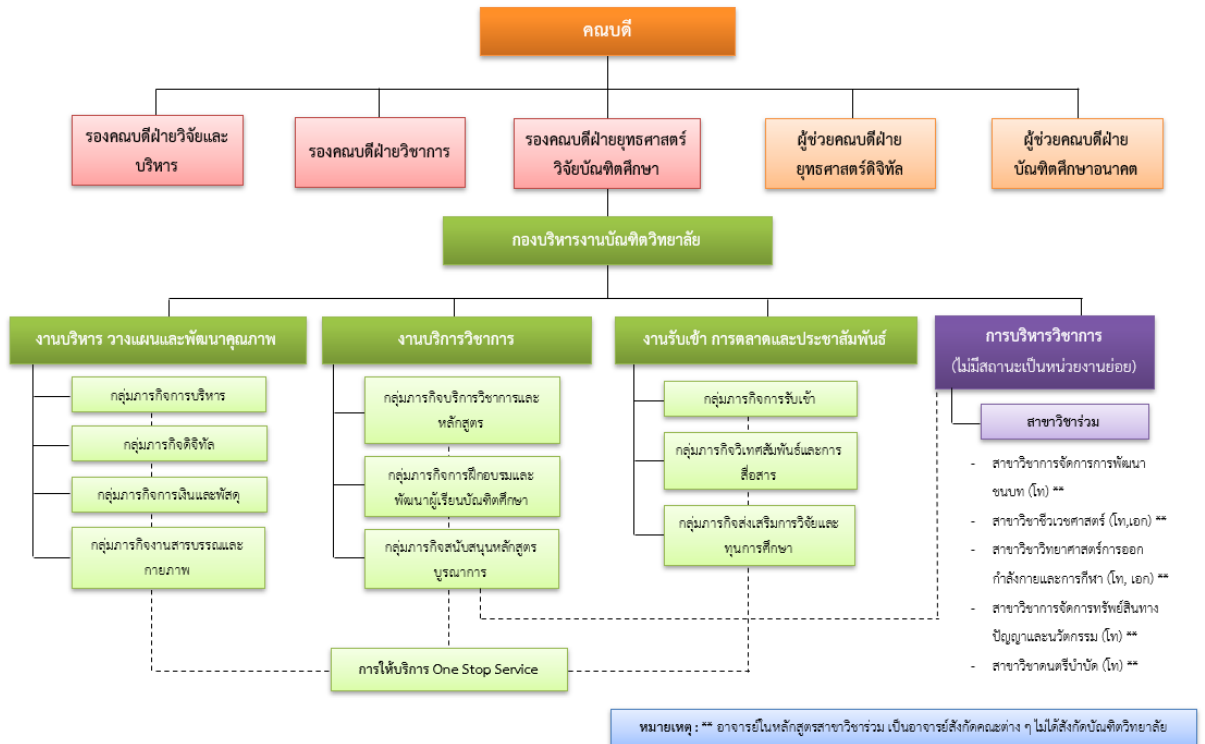 คณบดี
รองคณบดีฝ่ายวิจัยและ
บริหาร
รองคณบดีฝ่ายวิชาการ
รองคณบดีฝ่ายยุทธศาสตร์
วิจัยบัณฑิตศึกษา
ผู้ช่วยคณบดีฝ่าย
ยุทธศาสตร์ดิจิทัล
ผู้ช่วยคณบดีฝ่าย
บัณฑิตศึกษาอนาคต
กองบริหารงานบัณฑิตวิทยาลัย
งานบริหาร วางแผนและพัฒนาคุณภาพ
กลุ่มภารกิจการบริหาร
กลุ่มภารกิจดิจิทัล
กลุ่มภารกิจการเงินและพัสดุ
กลุ่มภารกิจงานสารบรรณและ
กายภาพ
งานบริการวิชาการ
กลุ่มภารกิจบริการวิชาการและ
หลักสูตร
กลุ่มภารกิจการฝึกอบรมและ
พัฒนาผู้เรียนบัณฑิตศึกษา
กลุ่มภารกิจสนับสนุนหลักสูตร
บูรณาการ
งานรับเข้า การตลาดและประชาสัมพันธ์
กลุ่มภารกิจการรับเข้า
กลุ่มภารกิจวิเทศสัมพันธ์และการ
สื่อสาร
กลุ่มภารกิจส่งเสริมการวิจัยและ
ทุนการศึกษา
การบริหารวิชาการ
(ไม่มีสถานะเป็นหน่วยงานย่อย)
สาขาวิชาร่วม
- สาขาวิชาการจัดการการพัฒนา
ชนบท (โท) **
- สาขาวิชาชีวเวชศาสตร์ (โท,เอก) **
- สาขาวิชาวิทยาศาสตร์การออก
กำลังกายและการกีฬา (โท, เอก) **
- สาขาวิชาการจัดการทรัพย์สินทาง
ปัญญาและนวัตกรรม (โท) **
- สาขาวิชาดนตรีบำบัด (โท) **
การให้บริการ One Stop Service
หมายเหตุ : ** อาจารย์ในหลักสูตรสาขาวิชาร่วม เป็นอาจารย์สังกัดคณะต่าง ๆ ไม่ได้สังกัดบัณฑิตวิทยาลัย